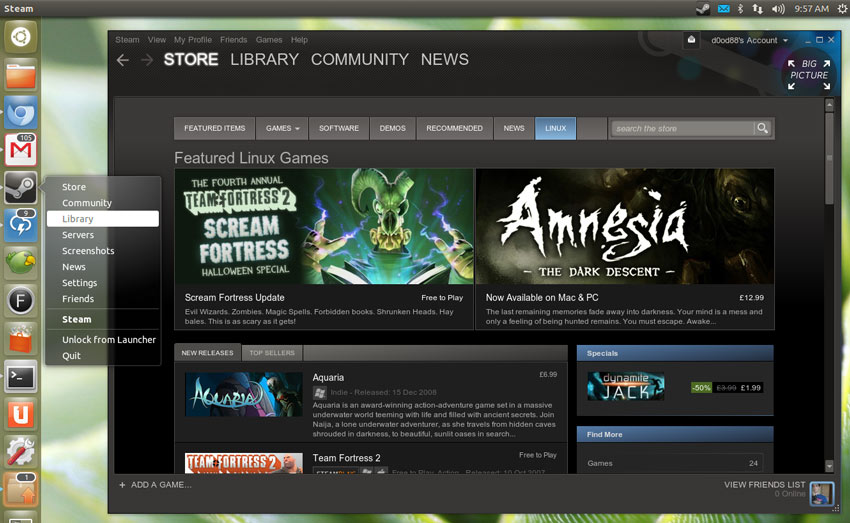 Steam
9:57 AM
Steam View My Profile Friends Games Help
d0od88's Account
STORE LIBRARY COMMUNITY NEWS
BIG
PICTURE
105
FEATURED ITEMS GAMES SOFTWARE DEMOS RECOMMENDED NEWS LINUX
search the store
Featured Linux Games
Store
Community
Library
Servers
Screenshots
News
Settings
Friends
Steam
Unlock from Launcher
Quit
9
F
U
1
THE FOURTH ANNUAL
TEAM FORTRESS 2
SCREAM
FORTRESS
HALLOWEEN SPECIAL
Amnesia
- THE DARK DESCENT -
Scream Fortress Update Free to Play
Evil Wizards. Zombies. Magic Spells. Forbidden books. Shrunken Heads. Hay
bales. This is as scary as it gets!
Now Available on Mac & PC £12.99
The last remaining memories fade away into darkness. Your mind is a mess and
only a feeling of being hunted remains. You must escape. Awake...
NEW RELEASES TOP SELLERS
Aquaria
Aquaria £6.99
Indie - Released: 15 Dec 2008
Aquaria is an award-winning action-adventure game set in a massive
underwater world teeming with life and filled with ancient secrets. Join
Naija, a lone underwater adventurer, as she travels from hidden caves
shrouded in darkness, to beautiful, sunlit oases in search...
TEAM FORTRESS 2
Team Fortress 2 Free to Play
Free to Play, Action - Released: 10 Oct 2007
Specials
dynamite
JACK
-50% £3.99 £1.99
Find More
Games 24
+ ADD A GAME...
VIEW FRIENDS LIST
0 Online